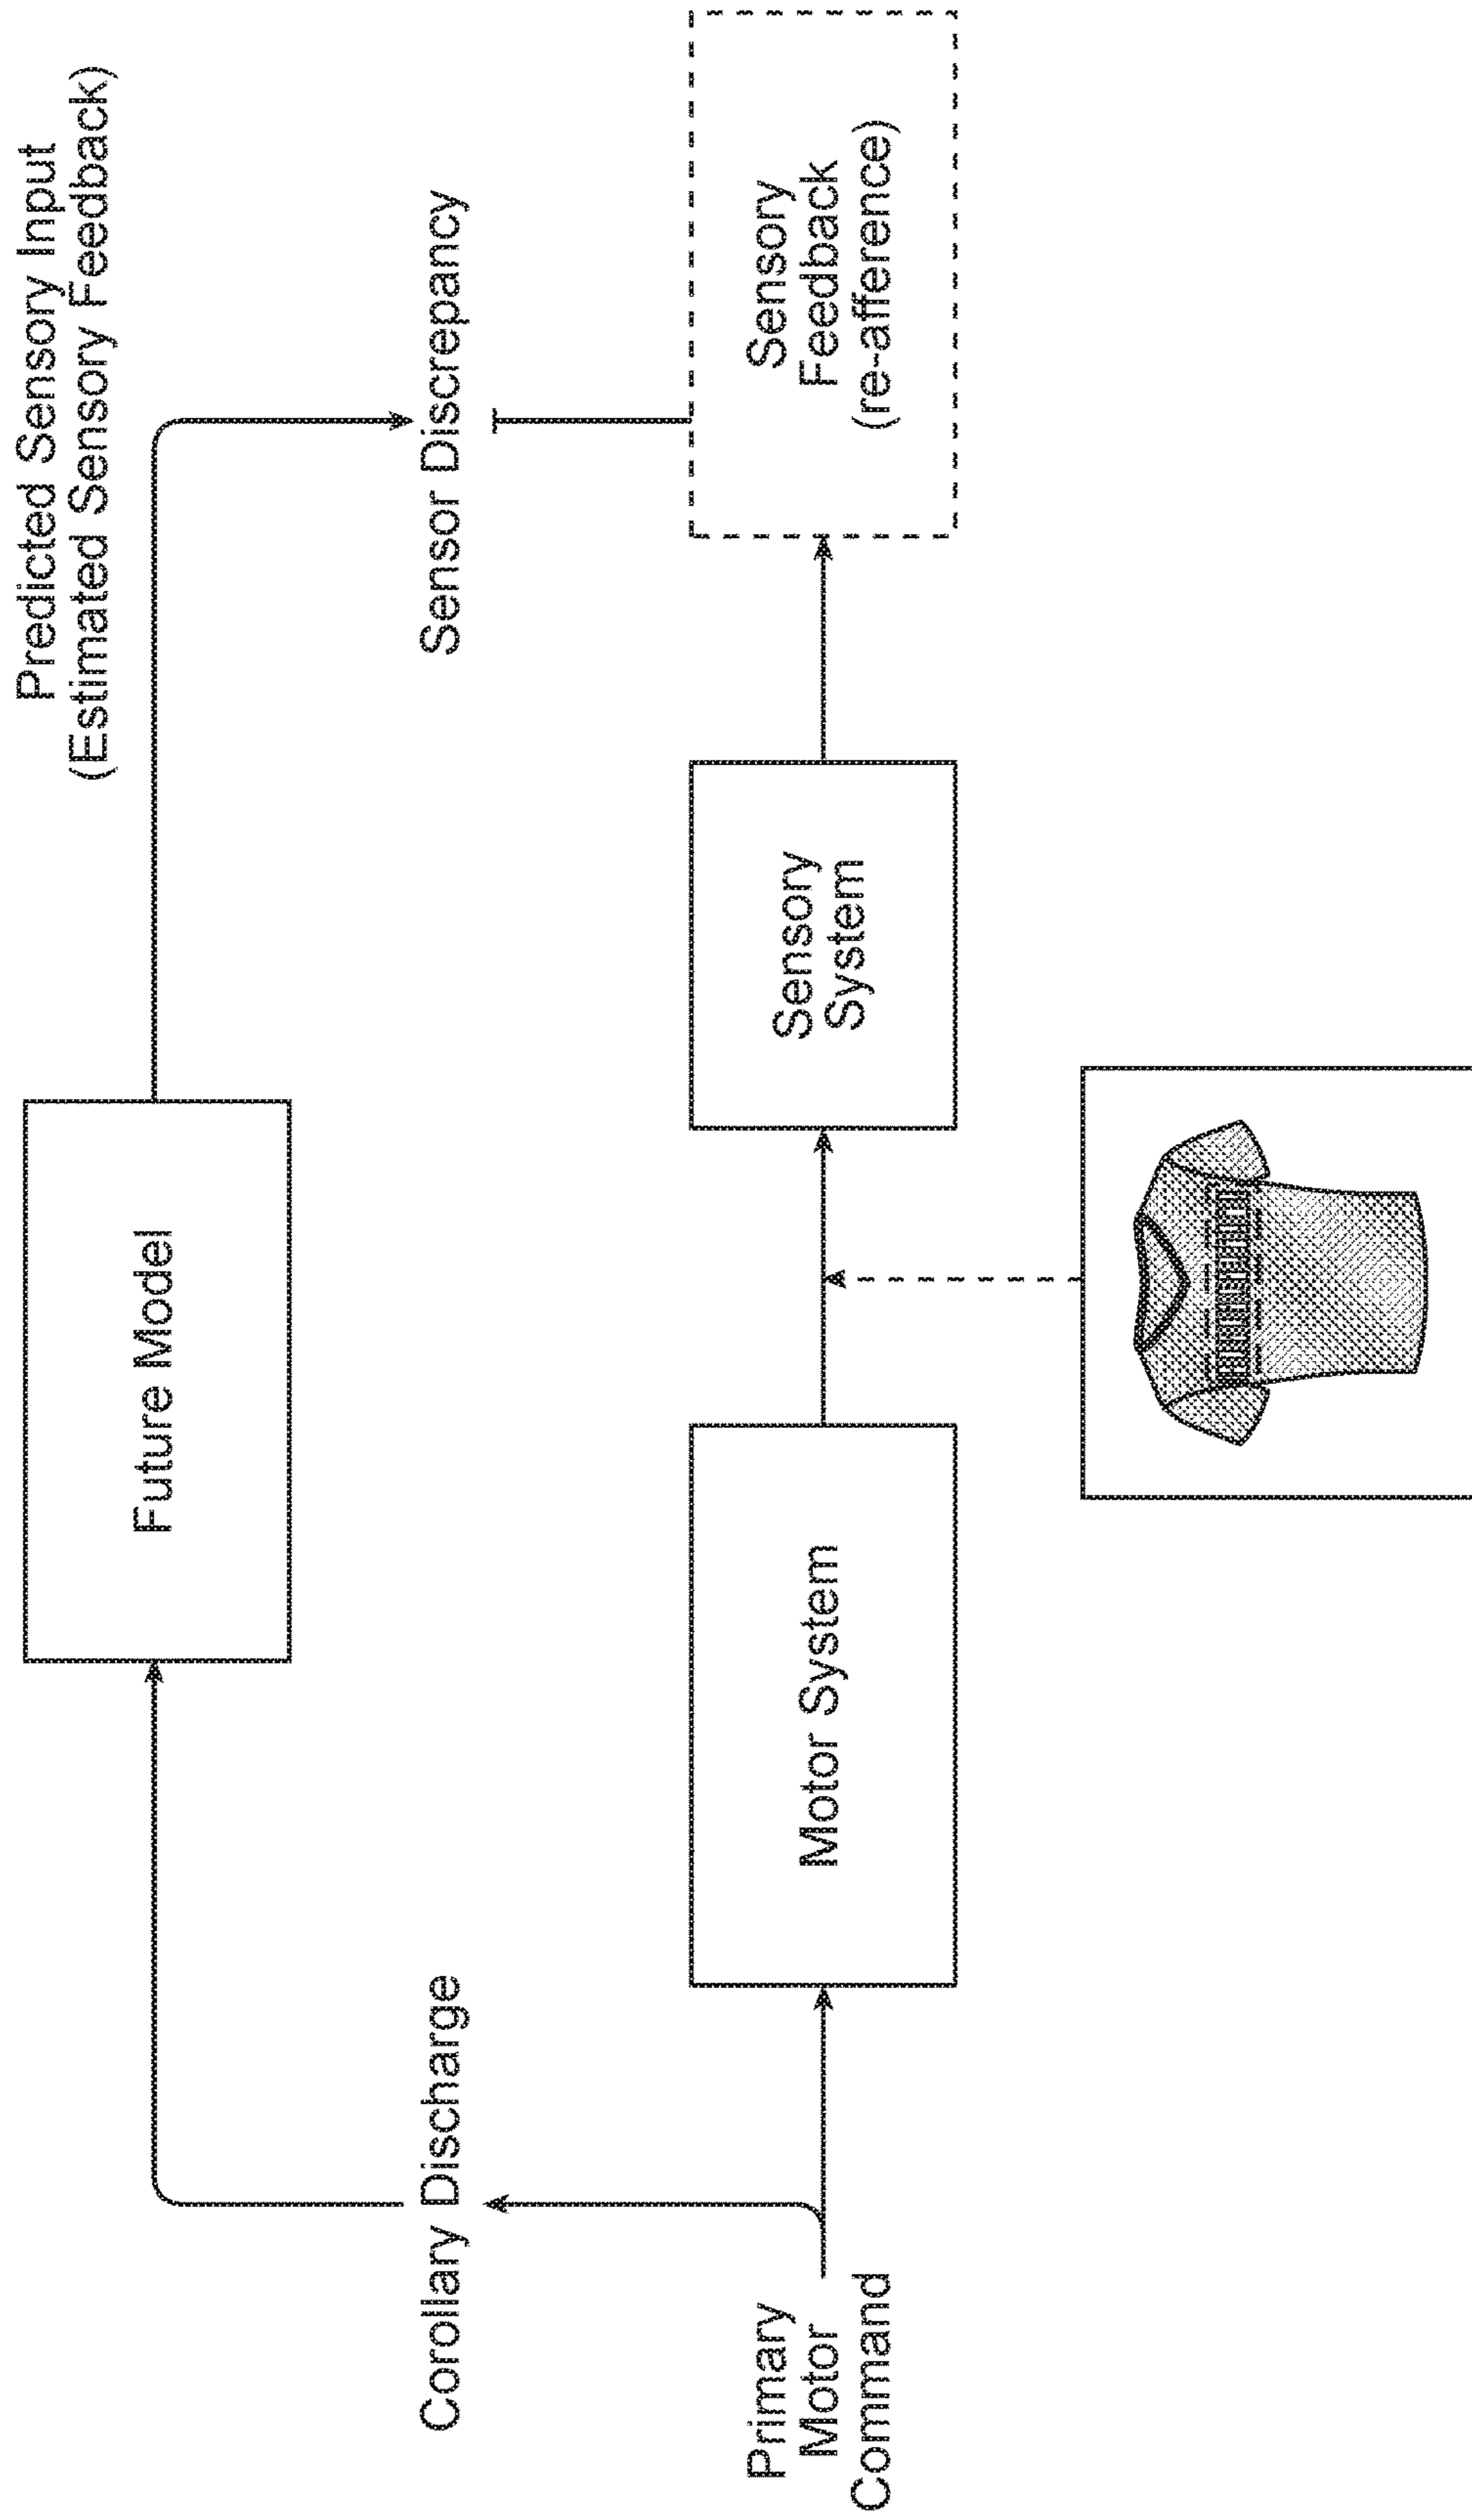 Predicted Sensory Input
(Estimated Sensory Feedback)
Future Model
Corollary Discharge
Sensor Discrepancy
Primary
Motor
Command
Motor System
Sensory
System
Sensory
Feedback
(re-afference)